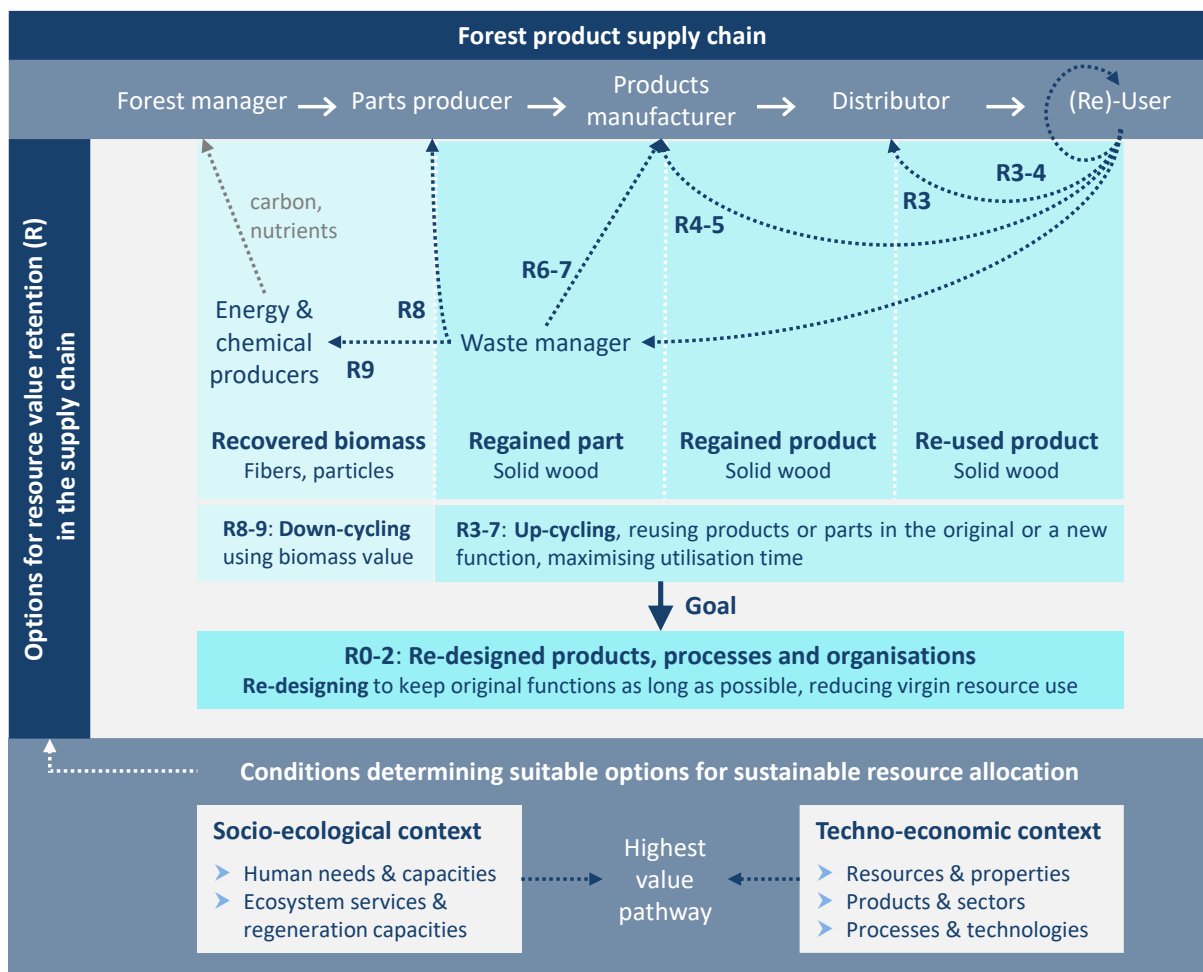 Forest product supply chain
Forest manager
Parts producer
Products
manufacturer
Distributor
(Re)-User
Options for resource value retention (R)
in the supply chain
carbon,
nutrients
R3-4
R3
R4-5
R6-7
R8
Energy &
chemical
producers
R9
Waste manager
Recovered biomass
Fibers, particles
Regained part
Solid wood
Regained product
Solid wood
Re-used product
Solid wood
R8-9: Down-cycling
using biomass value
R3-7: Up-cycling, reusing products or parts in the original or a new
function, maximising utilisation time
Goal
R0-2: Re-designed products, processes and organisations
Re-designing to keep original functions as long as possible, reducing virgin resource use
Conditions determining suitable options for sustainable resource allocation
Socio-ecological context
Human needs & capacities
Ecosystem services &
regeneration capacities
Highest
value
pathway
Techno-economic context
Resources & properties
Products & sectors
Processes & technologies